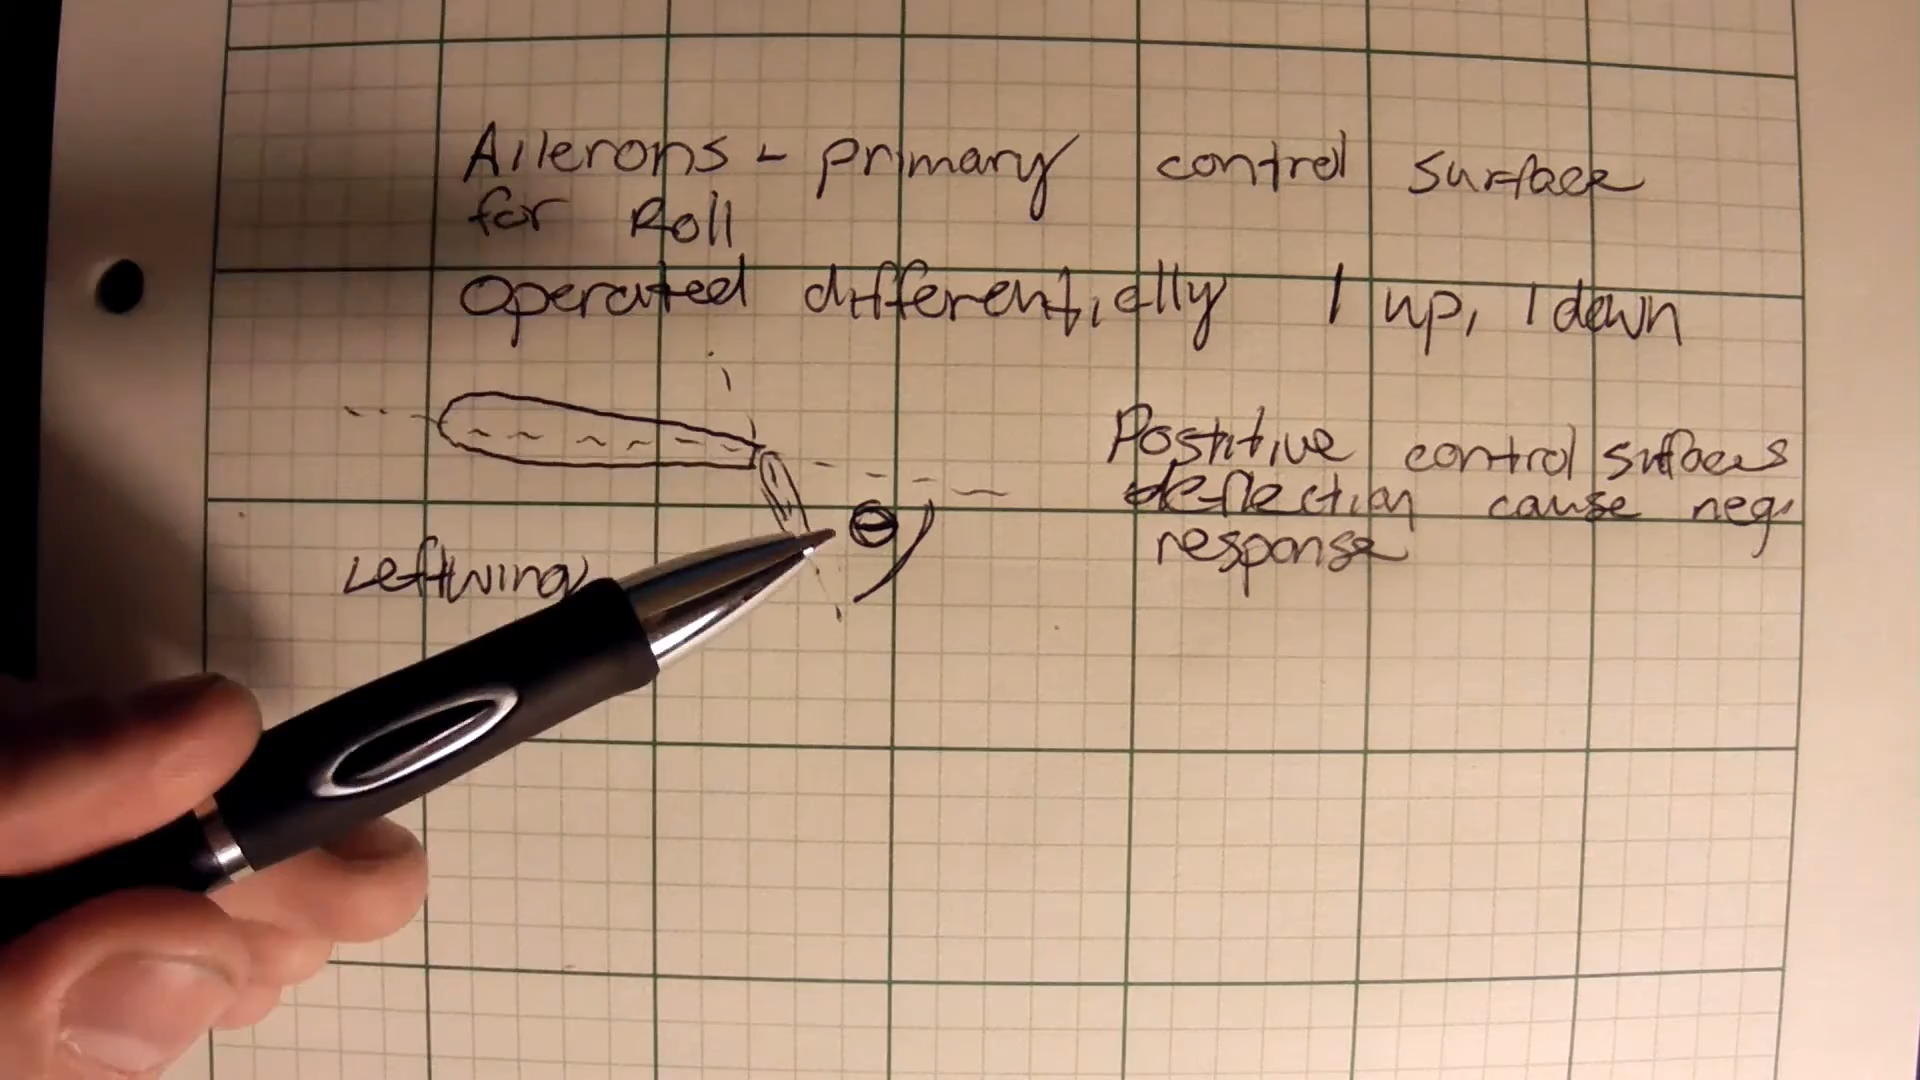 Ailerons - primary control surface
for Roll
Operated differentially 1 up, 1 down
Postitive control surfaces
deflection cause neg.
response
Left wing